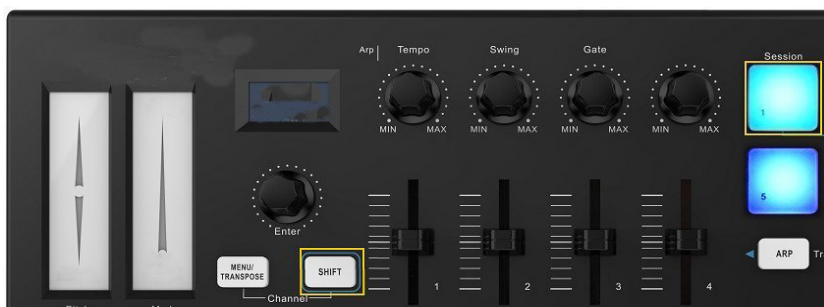 Arp Tempo Swing Gate
Session
MIN MAX MIN MAX MIN MAX MIN MAX
1
5
Enter
MENU/
TRANSPOSE
SHIFT
ARP
1 2 3 4
Channel